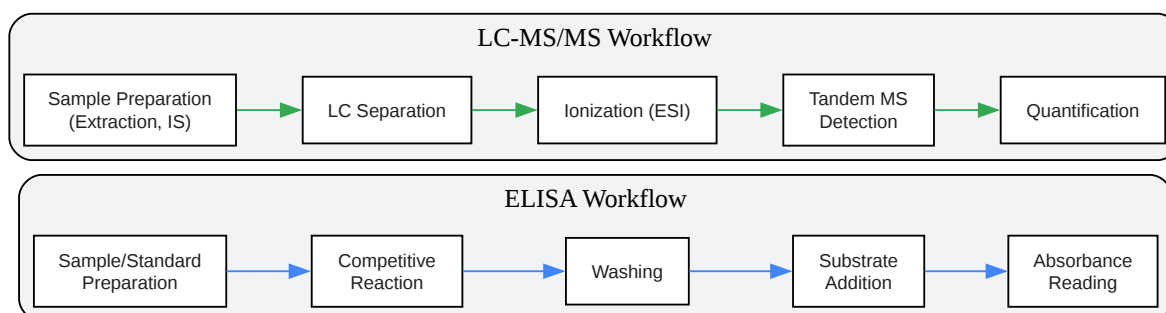 LC-MS/MS Workflow
Sample Preparation
(Extraction, IS)
LC Separation
Ionization (ESI)
Tandem MS
Detection
Quantification
ELISA Workflow
Sample/Standard
Preparation
Competitive
Reaction
Washing
Substrate
Addition
Absorbance
Reading